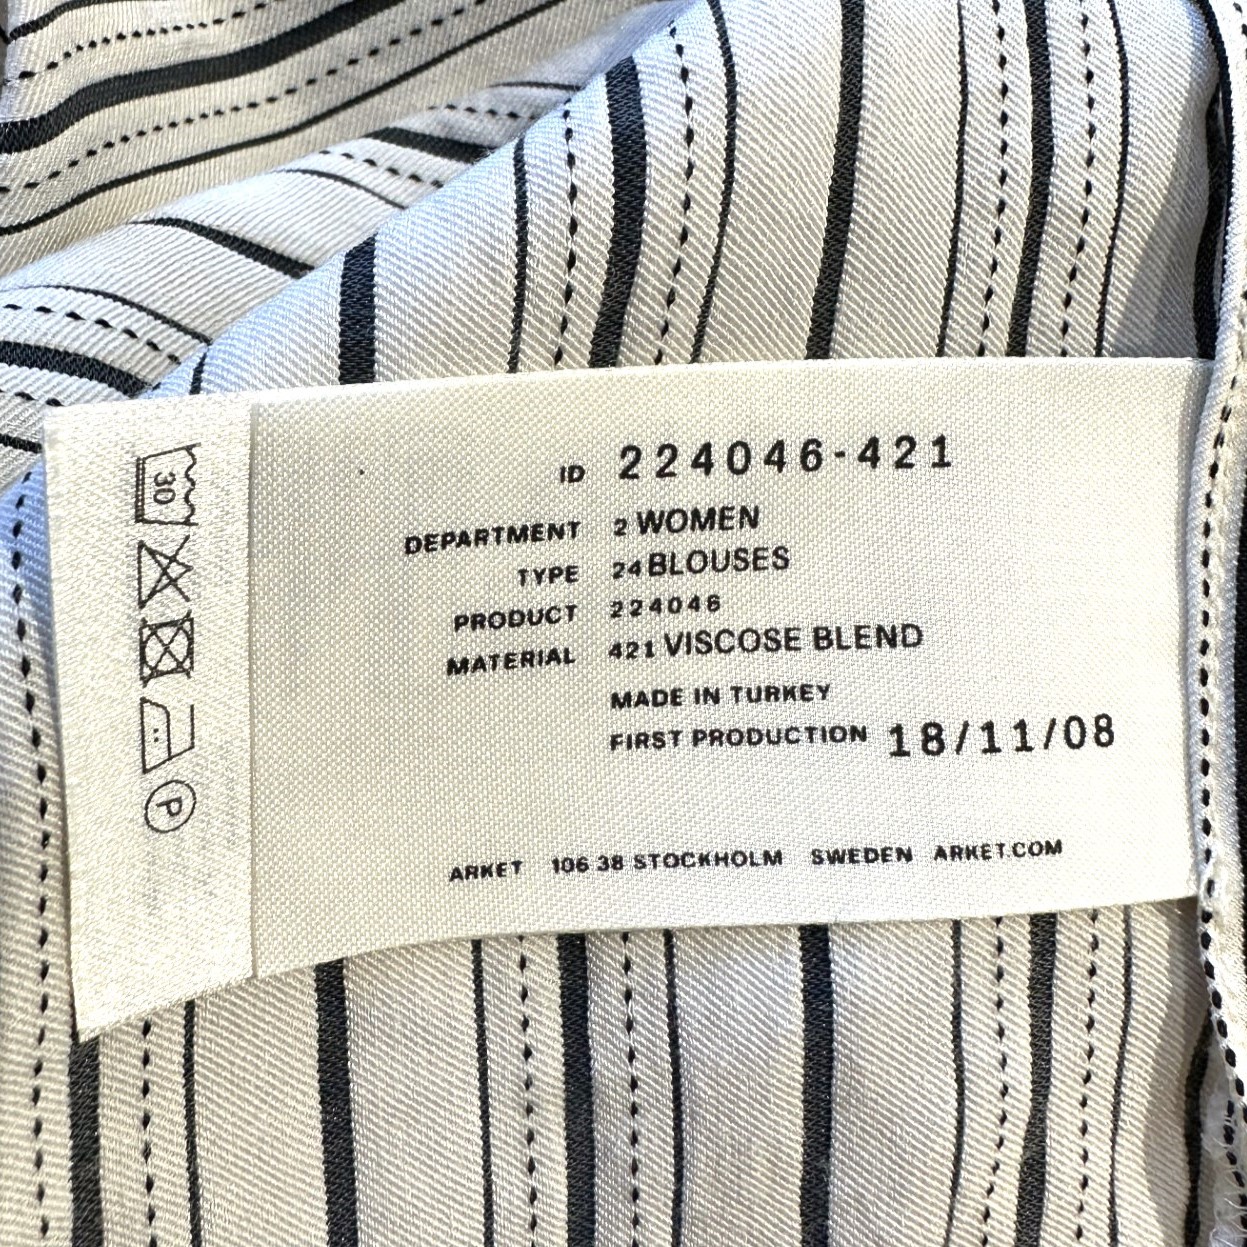 ID 224046-421
DEPARTMENT 2 WOMEN
TYPE 24 BLOUSES
PRODUCT 224046
MATERIAL 421 VISCOSE BLEND
MADE IN TURKEY
FIRST PRODUCTION 18/11/08
ARKET 106 38 STOCKHOLM SWEDEN ARKET.COM
30
P